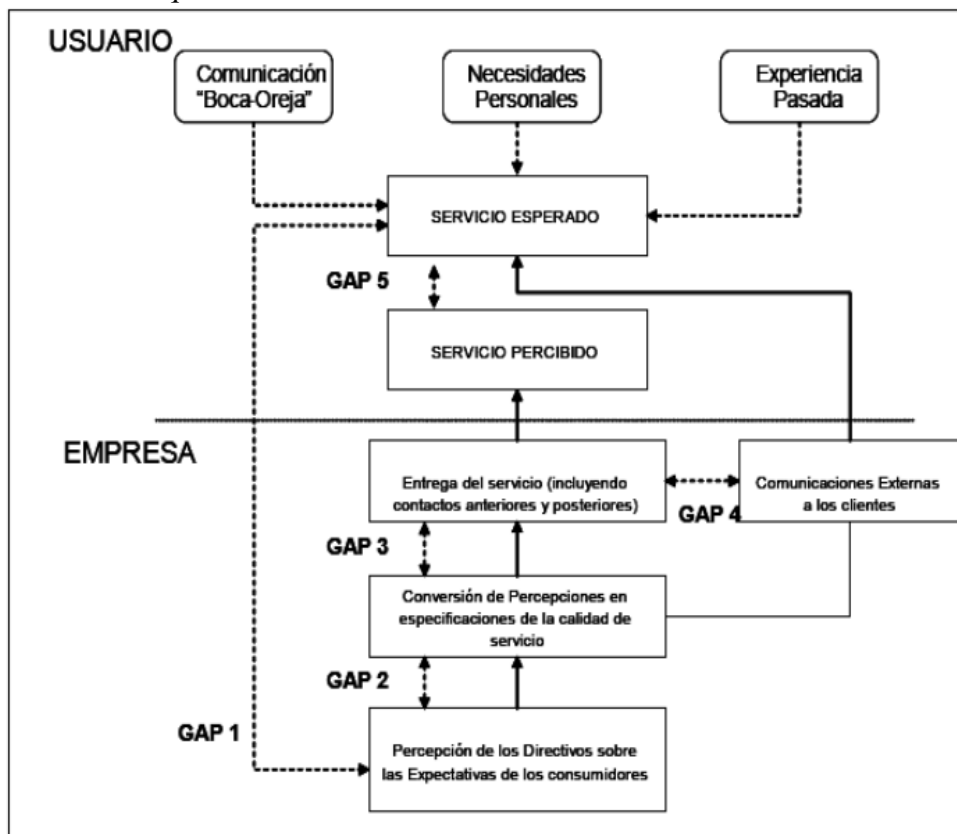 USUARIO
Comunicación
"Boca-Oreja"
Necesidades
Personales
Experiencia
Pasada
SERVICIO ESPERADO
GAP 5
SERVICIO PERCIBIDO
EMPRESA
Entrega del servicio (incluyendo
contactos anteriores y posteriores)
Comunicaciones Externas
a los clientes
GAP 4
GAP 3
Conversión de Percepciones en
especificaciones de la calidad de
servicio
GAP 2
GAP 1
Percepción de los Directivos sobre
las Expectativas de los consumidores